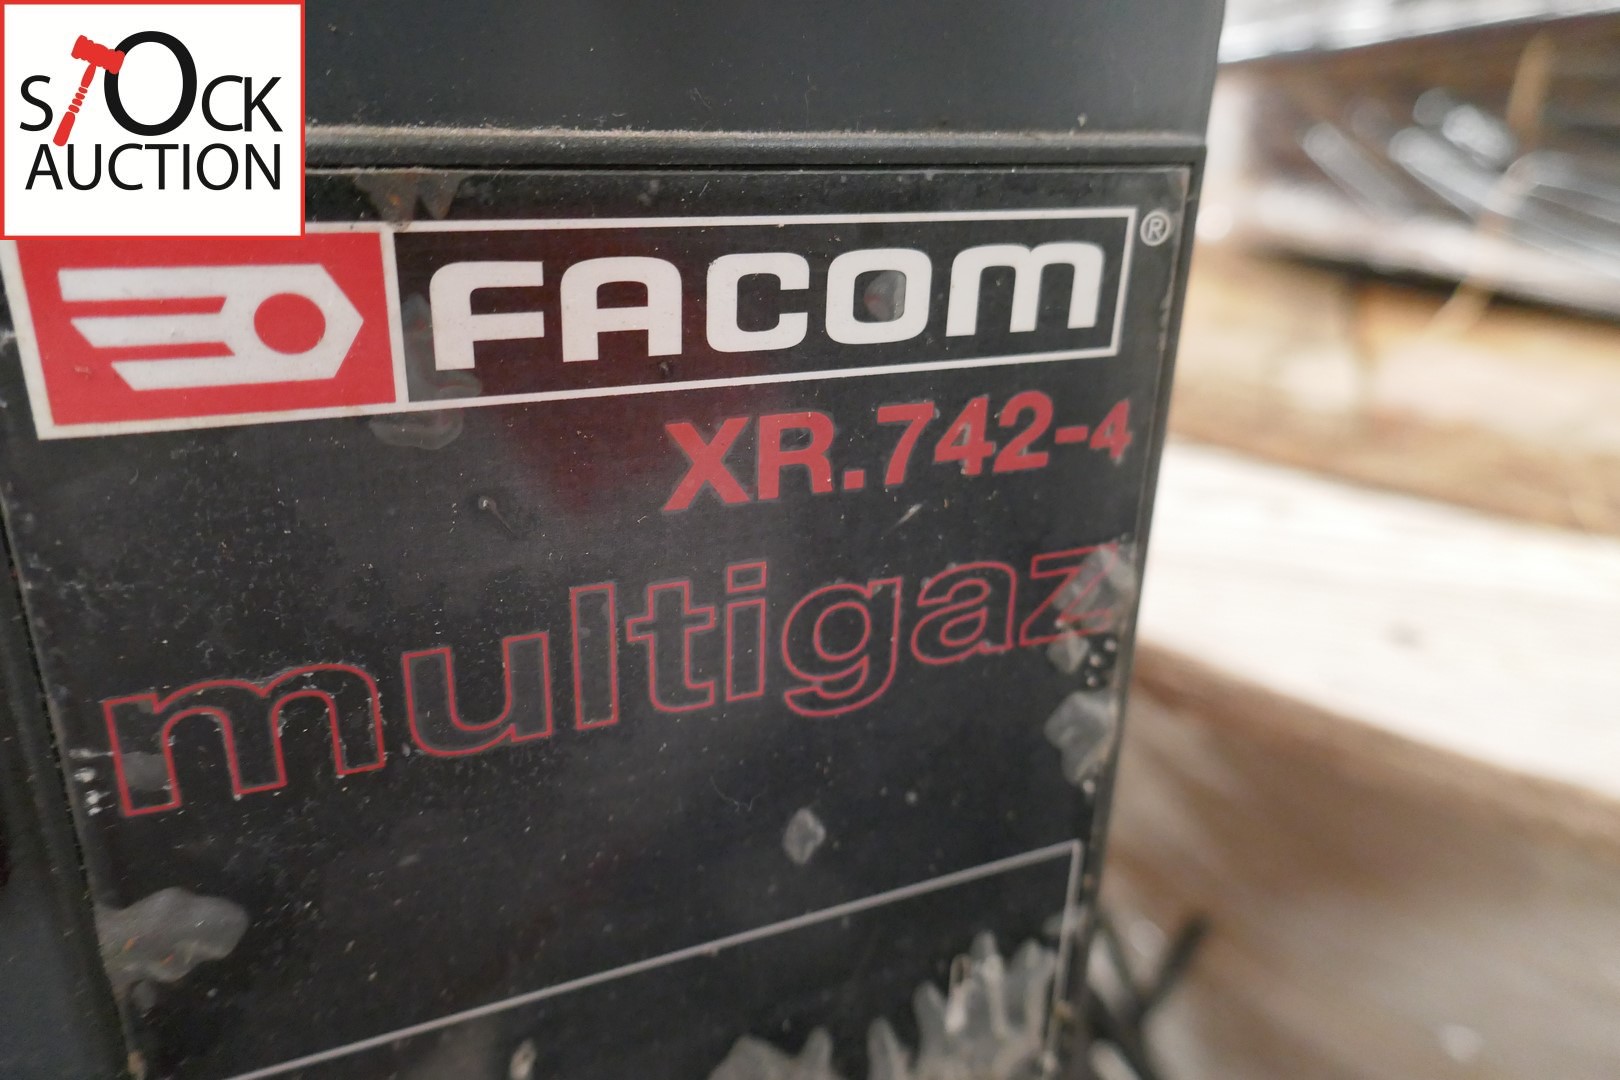 STOCK
AUCTION
FACOM ®
XR.742-4
multigaz